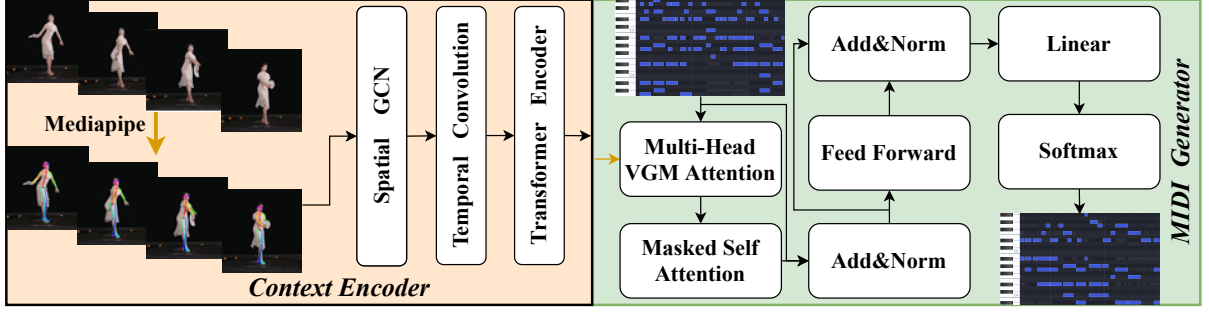 Mediapipe
Spatial GCN
Temporal Convolution
Transformer Encoder
Context Encoder
Multi-Head
VGM Attention
Masked Self
Attention
Add&Norm
Feed Forward
Add&Norm
Linear
Softmax
MIDI Generator